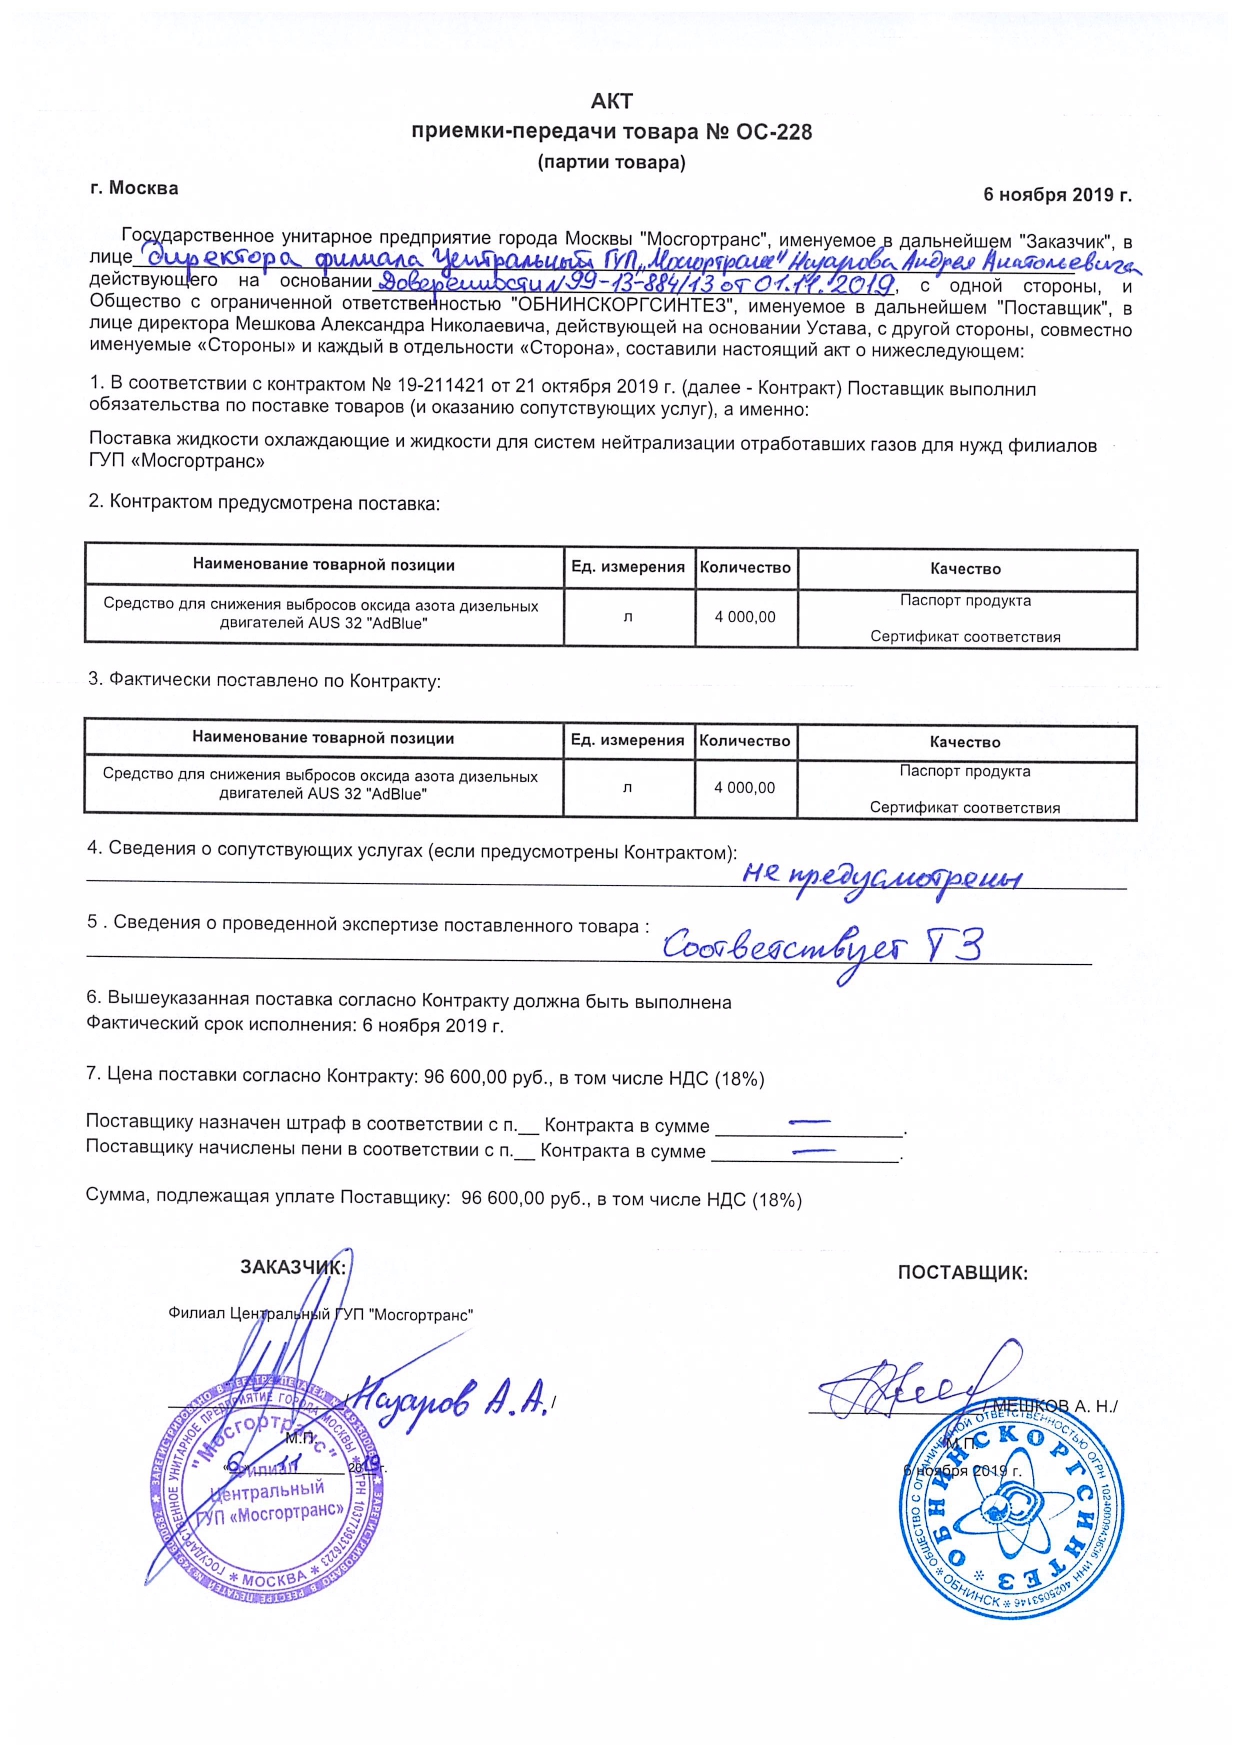 АКТ
приемки-передачи товара № ОС-228
(партии товара)
г. Москва
6 ноября 2019 г.
Государственное унитарное предприятие города Москвы "Мосгортранс", именуемое в дальнейшем "Заказчик", в
лице директора филиала Центральный ГУП „Мосгортранс" Назарова Андрея Анатольевича
действующего на основании Доверенности N 99-13-884/13 от 01.11.2019, с одной стороны, и
Общество с ограниченной ответственностью "ОБНИНСКОРГСИНТЕЗ", именуемое в дальнейшем "Поставщик", в
лице директора Мешкова Александра Николаевича, действующей на основании Устава, с другой стороны, совместно
именуемые «Стороны» и каждый в отдельности «Сторона», составили настоящий акт о нижеследующем:
1. В соответствии с контрактом № 19-211421 от 21 октября 2019 г. (далее - Контракт) Поставщик выполнил
обязательства по поставке товаров (и оказанию сопутствующих услуг), а именно:
Поставка жидкости охлаждающие и жидкости для систем нейтрализации отработавших газов для нужд филиалов
ГУП «Мосгортранс»
2. Контрактом предусмотрена поставка:
Наименование товарной позиции Ед. измерения Количество Качество
Средство для снижения выбросов оксида азота дизельных
двигателей AUS 32 "AdBlue"
л
4 000,00
Паспорт продукта
Сертификат соответствия
3. Фактически поставлено по Контракту:
Наименование товарной позиции Ед. измерения Количество Качество
Средство для снижения выбросов оксида азота дизельных
двигателей AUS 32 "AdBlue"
л
4 000,00
Паспорт продукта
Сертификат соответствия
4. Сведения о сопутствующих услугах (если предусмотрены Контрактом):
не предусмотрены
5 . Сведения о проведенной экспертизе поставленного товара :
Соответствует ТЗ
6. Вышеуказанная поставка согласно Контракту должна быть выполнена
Фактический срок исполнения: 6 ноября 2019 г.
7. Цена поставки согласно Контракту: 96 600,00 руб., в том числе НДС (18%)
Поставщику назначен штраф в соответствии с п.__ Контракта в сумме — .
Поставщику начислены пени в соответствии с п.__ Контракта в сумме — .
Сумма, подлежащая уплате Поставщику: 96 600,00 руб., в том числе НДС (18%)
ЗАКАЗЧИК:
Филиал Центральный ГУП "Мосгортранс"
/ Назаров А.А. /
М.П.
«6» 11 2019 г.
ГОСУДАРСТВЕННОЕ УНИТАРНОЕ ПРЕДПРИЯТИЕ ГОРОДА МОСКВЫ * ОГРН 1037739376223 * МОСКВА *
"Мосгортранс"
Филиал
Центральный
ГУП «Мосгортранс»
ПОСТАВЩИК:
/ МЕШКОВ А. Н./
М.П.
6 ноября 2019 г.
ОБЩЕСТВО С ОГРАНИЧЕННОЙ ОТВЕТСТВЕННОСТЬЮ ОГРН 1024000943636 ИНН 4025053146 * ОБНИНСК *
ОБНИНСКОРГСИНТЕЗ *